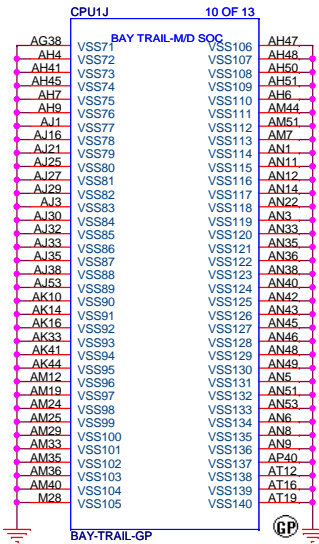 CPU1J 10 OF 13
BAY TRAIL-M/D SOC
AG38 VSS71 VSS106 AH47
AH4 VSS72 VSS107 AH48
AH41 VSS73 VSS108 AH50
AH45 VSS74 VSS109 AH51
AH7 VSS75 VSS110 AH6
AH9 VSS76 VSS111 AM44
AJ1 VSS77 VSS112 AM51
AJ16 VSS78 VSS113 AM7
AJ21 VSS79 VSS114 AN1
AJ25 VSS80 VSS115 AN11
AJ27 VSS81 VSS116 AN12
AJ29 VSS82 VSS117 AN14
AJ3 VSS83 VSS118 AN22
AJ30 VSS84 VSS119 AN3
AJ32 VSS85 VSS120 AN33
AJ33 VSS86 VSS121 AN35
AJ35 VSS87 VSS122 AN36
AJ38 VSS88 VSS123 AN38
AJ53 VSS89 VSS124 AN40
AK10 VSS90 VSS125 AN42
AK14 VSS91 VSS126 AN43
AK16 VSS92 VSS127 AN45
AK33 VSS93 VSS128 AN46
AK41 VSS94 VSS129 AN48
AK44 VSS95 VSS130 AN49
AM12 VSS96 VSS131 AN5
AM19 VSS97 VSS132 AN51
AM24 VSS98 VSS133 AN53
AM25 VSS99 VSS134 AN6
AM29 VSS100 VSS135 AN8
AM33 VSS101 VSS136 AN9
AM35 VSS102 VSS137 AP40
AM36 VSS103 VSS138 AT12
AM40 VSS104 VSS139 AT16
M28 VSS105 VSS140 AT19
GP
BAY-TRAIL-GP